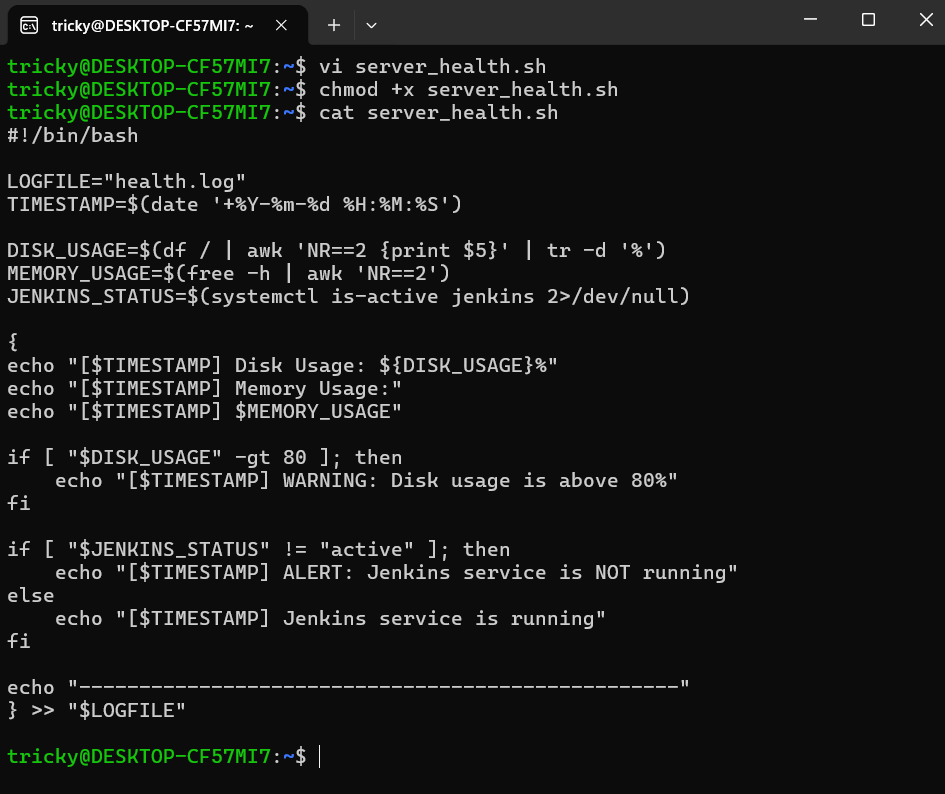 tricky@DESKTOP-CF57MI7: ~
tricky@DESKTOP-CF57MI7:~$ vi server_health.sh
tricky@DESKTOP-CF57MI7:~$ chmod +x server_health.sh
tricky@DESKTOP-CF57MI7:~$ cat server_health.sh
#!/bin/bash

LOGFILE="health.log"
TIMESTAMP=$(date '+%Y-%m-%d %H:%M:%S')

DISK_USAGE=$(df / | awk 'NR==2 {print $5}' | tr -d '%')
MEMORY_USAGE=$(free -h | awk 'NR==2')
JENKINS_STATUS=$(systemctl is-active jenkins 2>/dev/null)

{
echo "[$TIMESTAMP] Disk Usage: ${DISK_USAGE}%"
echo "[$TIMESTAMP] Memory Usage:"
echo "[$TIMESTAMP] $MEMORY_USAGE"

if [ "$DISK_USAGE" -gt 80 ]; then
    echo "[$TIMESTAMP] WARNING: Disk usage is above 80%"
fi

if [ "$JENKINS_STATUS" != "active" ]; then
    echo "[$TIMESTAMP] ALERT: Jenkins service is NOT running"
else
    echo "[$TIMESTAMP] Jenkins service is running"
fi

echo "--------------------------------------------------"
} >> "$LOGFILE"

tricky@DESKTOP-CF57MI7:~$